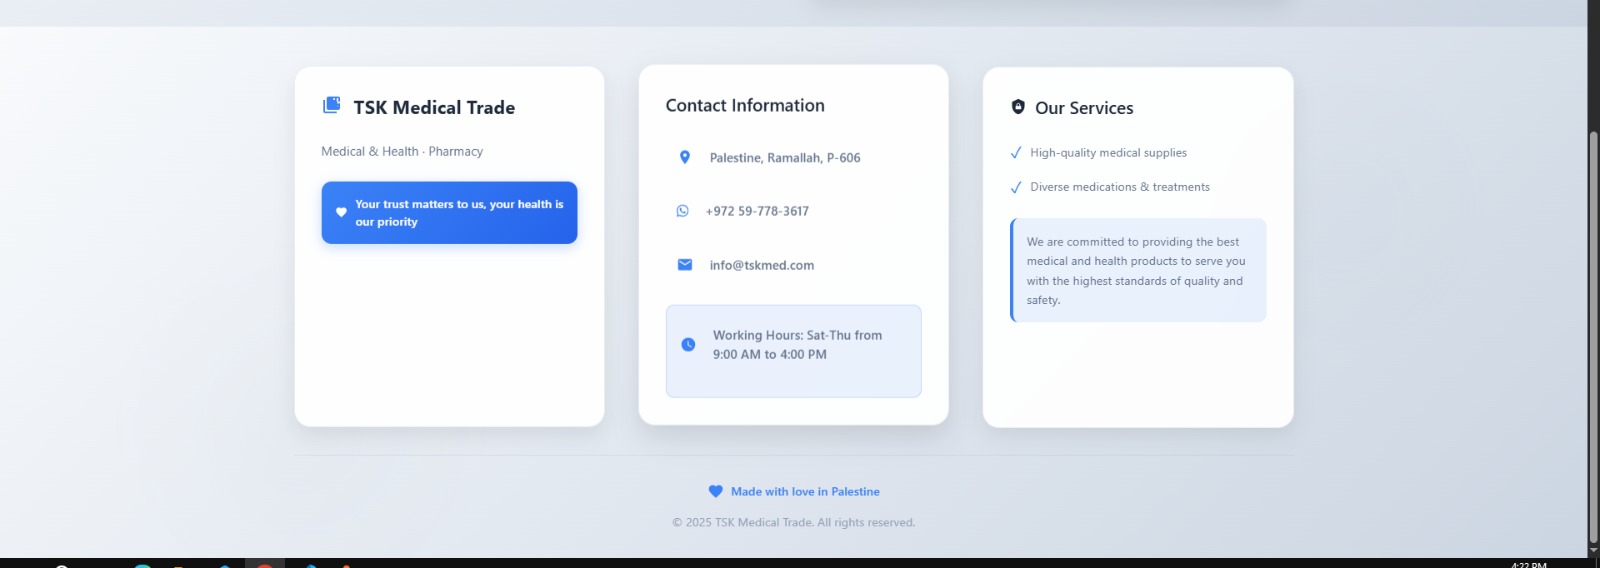 TSK Medical Trade
Medical & Health · Pharmacy
Your trust matters to us, your health is
our priority
Contact Information
Palestine, Ramallah, P-606
+972 59-778-3617
info@tskmed.com
Working Hours: Sat-Thu from
9:00 AM to 4:00 PM
Our Services
High-quality medical supplies
Diverse medications & treatments
We are committed to providing the best
medical and health products to serve you
with the highest standards of quality and
safety.
Made with love in Palestine
© 2025 TSK Medical Trade. All rights reserved.
4:22 PM